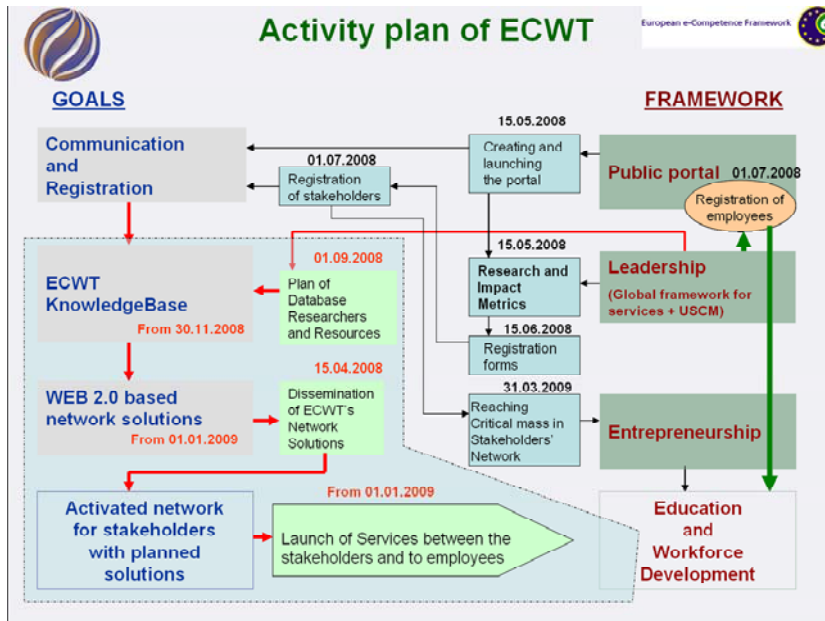 Activity plan of ECWT
European e-Competence Framework
GOALS
FRAMEWORK
Communication
and
Registration
01.07.2008
Registration
of stakeholders
15.05.2008
Creating and
launching
the portal
Public portal
01.07.2008
Registration of
employees
ECWT
KnowledgeBase
From 30.11.2008
01.09.2008
Plan of
Database
Researchers
and Resources
15.05.2008
Research and
Impact
Metrics
Leadership
(Global framework for
services + USCM)
15.06.2008
Registration
forms
WEB 2.0 based
network solutions
From 01.01.2009
15.04.2008
Dissemination
of ECWT's
Network
Solutions
31.03.2009
Reaching
Critical mass in
Stakeholders'
Network
Entrepreneurship
Activated network
for stakeholders
with planned
solutions
From 01.01.2009
Launch of Services between the
stakeholders and to employees
Education
and
Workforce
Development